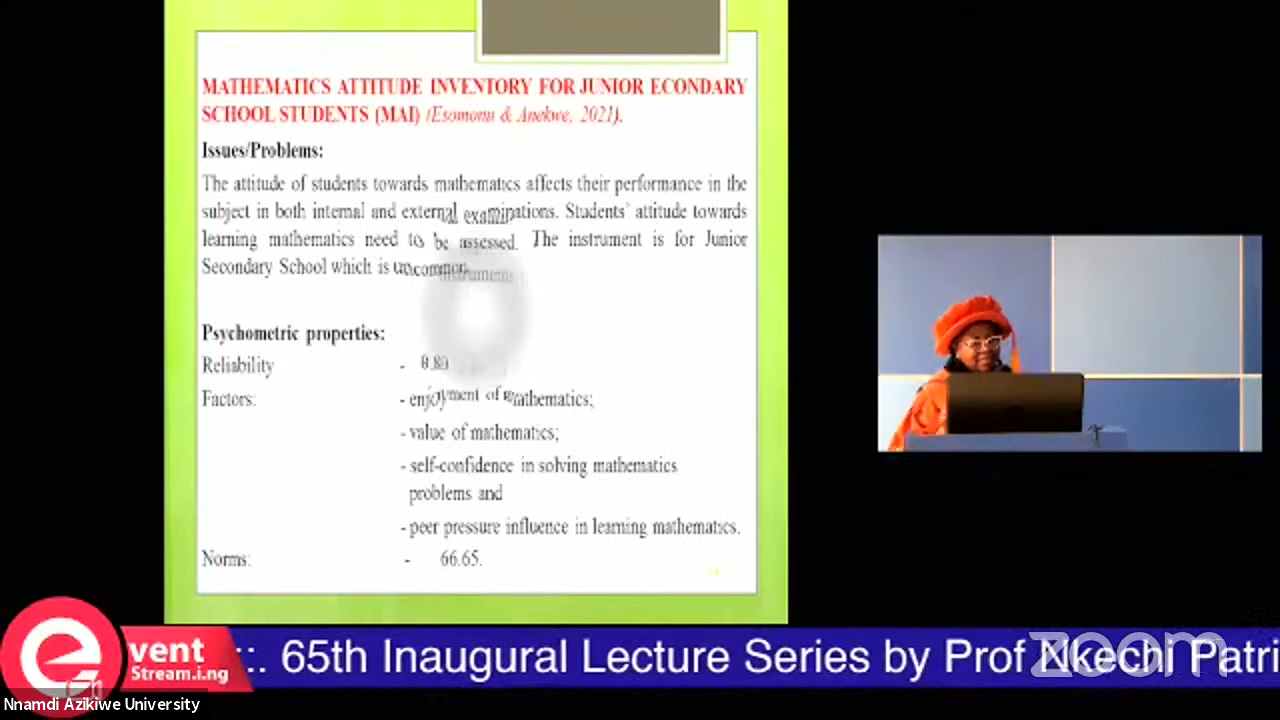 MATHEMATICS ATTITUDE INVENTORY FOR JUNIOR ECONDARY
SCHOOL STUDENTS (MAI) (Esomonu & Anekwe, 2021).
Issues/Problems:
The attitude of students towards mathematics affects their performance in the
subject in both internal and external examinations. Students' attitude towards
learning mathematics need to be assessed. The instrument is for Junior
Secondary School which is uncommon
Psychometric properties:
Reliability -
Factors: - enjoyment of mathematics;
- value of mathematics;
- self-confidence in solving mathematics
problems and
- peer pressure influence in learning mathematics.
Norms: - 66.65.
event
Stream.i.ng
:::. 65th Inaugural Lecture Series by Prof Nkechi Patri
zoom
Nnamdi Azikiwe University